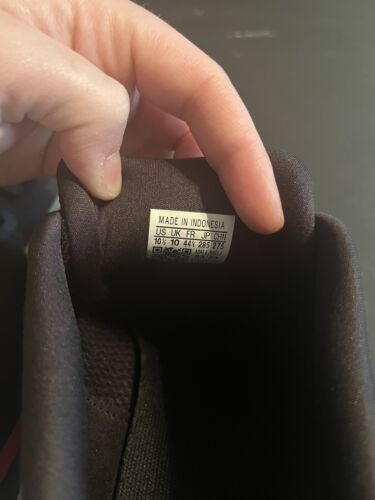 MADE IN INDONESIA
US UK FR JP CHN
10½ 10 44⅔ 285 275